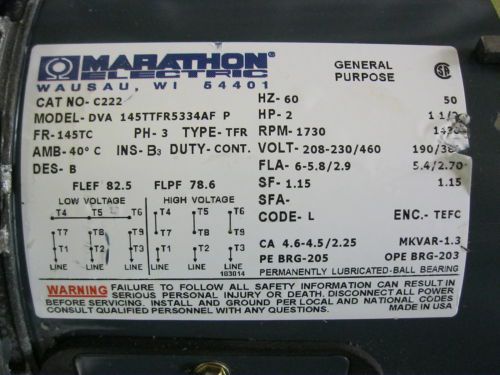 MARATHON®
ELECTRIC
WAUSAU, WI 54401
GENERAL
PURPOSE
SA
CAT NO- C222
HZ- 60 50
MODEL- DVA 145TTFR5334AF P
HP- 2 1 1/
FR- 145TC PH- 3 TYPE- TFR
RPM- 1730
AMB- 40° C INS- B3 DUTY- CONT.
VOLT- 208-230/460 190/38
DES- B
FLA- 6-5.8/2.9 5.4/2.70
SF- 1.15 1.15
FLEF 82.5 FLPF 78.6
SFA-
LOW VOLTAGE HIGH VOLTAGE
CODE- L ENC.- TEFC
T4 T5 T6 T4 T5 T6
T7 T8 T9 T7 T8 T9
T1 T2 T3 T1 T2 T3
LINE LINE LINE LINE LINE LINE
103014
CA 4.6-4.5/2.25 MKVAR-1.3
PE BRG-205 OPE BRG-203
PERMANENTLY LUBRICATED-BALL BEARING
WARNING FAILURE TO FOLLOW ALL SAFETY INFORMATION CAN RESULT IN
SERIOUS PERSONAL INJURY OR DEATH. DISCONNECT ALL POWER
BEFORE SERVICING. INSTALL AND GROUND PER LOCAL AND NATIONAL CODES
CONSULT QUALIFIED PERSONNEL WITH ANY QUESTIONS.
MADE IN USA